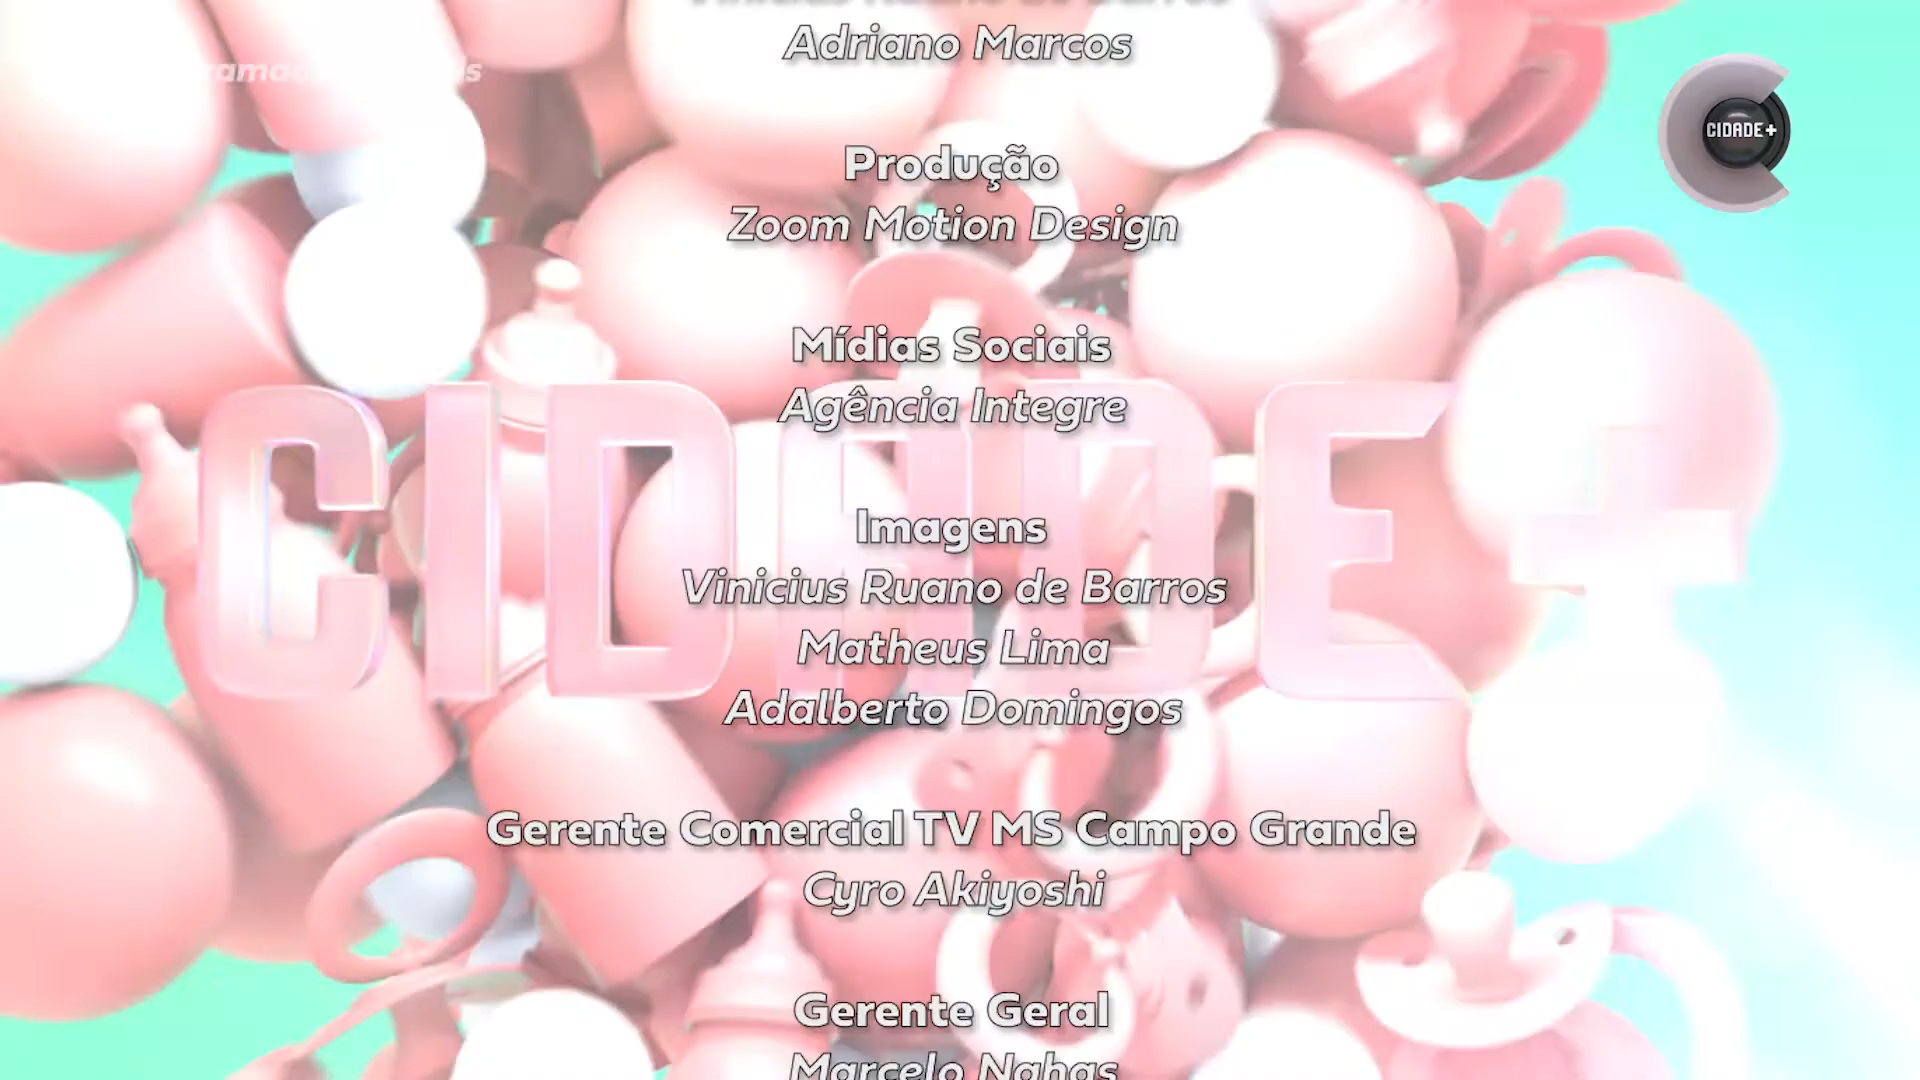 Adriano Marcos
CIDADE+
Produção
Zoom Motion Design
Mídias Sociais
Agência Integre
CIDADE+
Imagens
Vinicius Ruano de Barros
Matheus Lima
Adalberto Domingos
Gerente Comercial TV MS Campo Grande
Cyro Akiyoshi
Gerente Geral
Marcelo Nahas